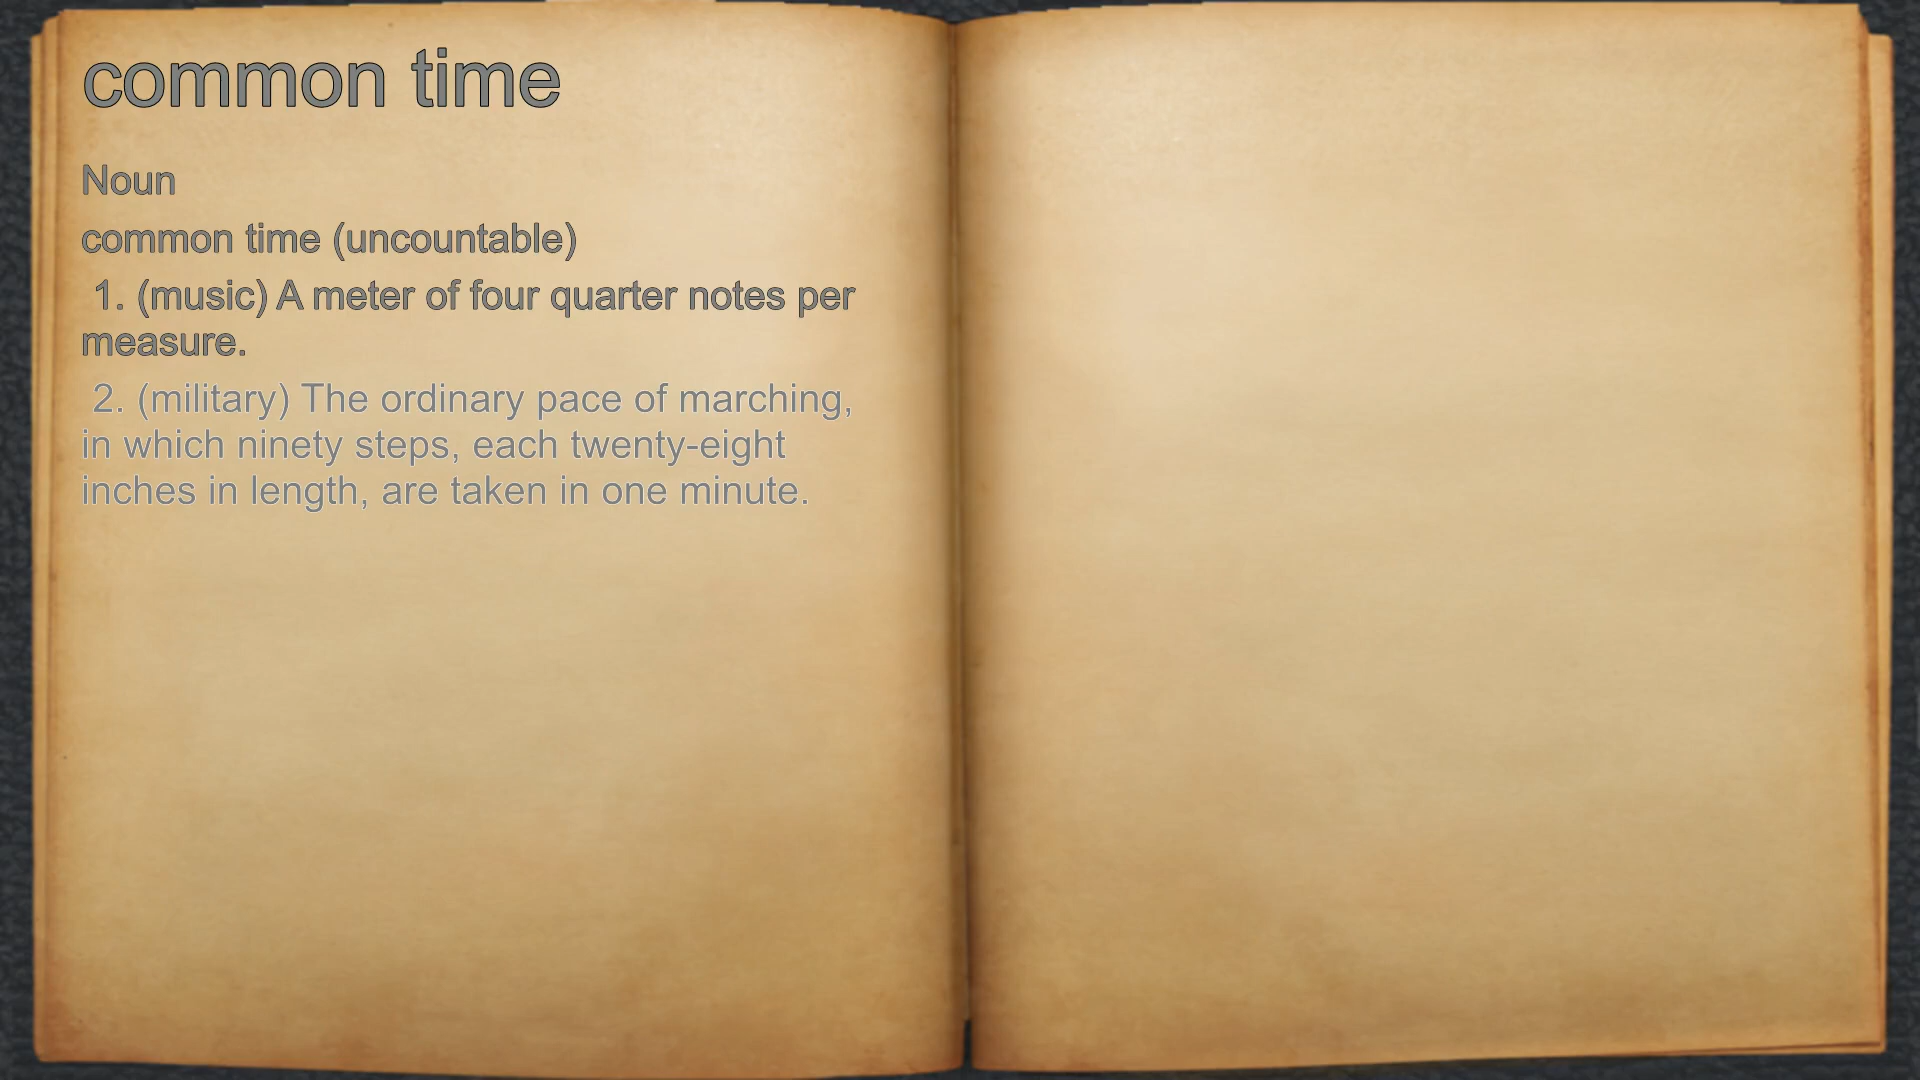 common time
Noun
common time (uncountable)
1. (music) A meter of four quarter notes per
measure.
2. (military) The ordinary pace of marching,
in which ninety steps, each twenty-eight
inches in length, are taken in one minute.